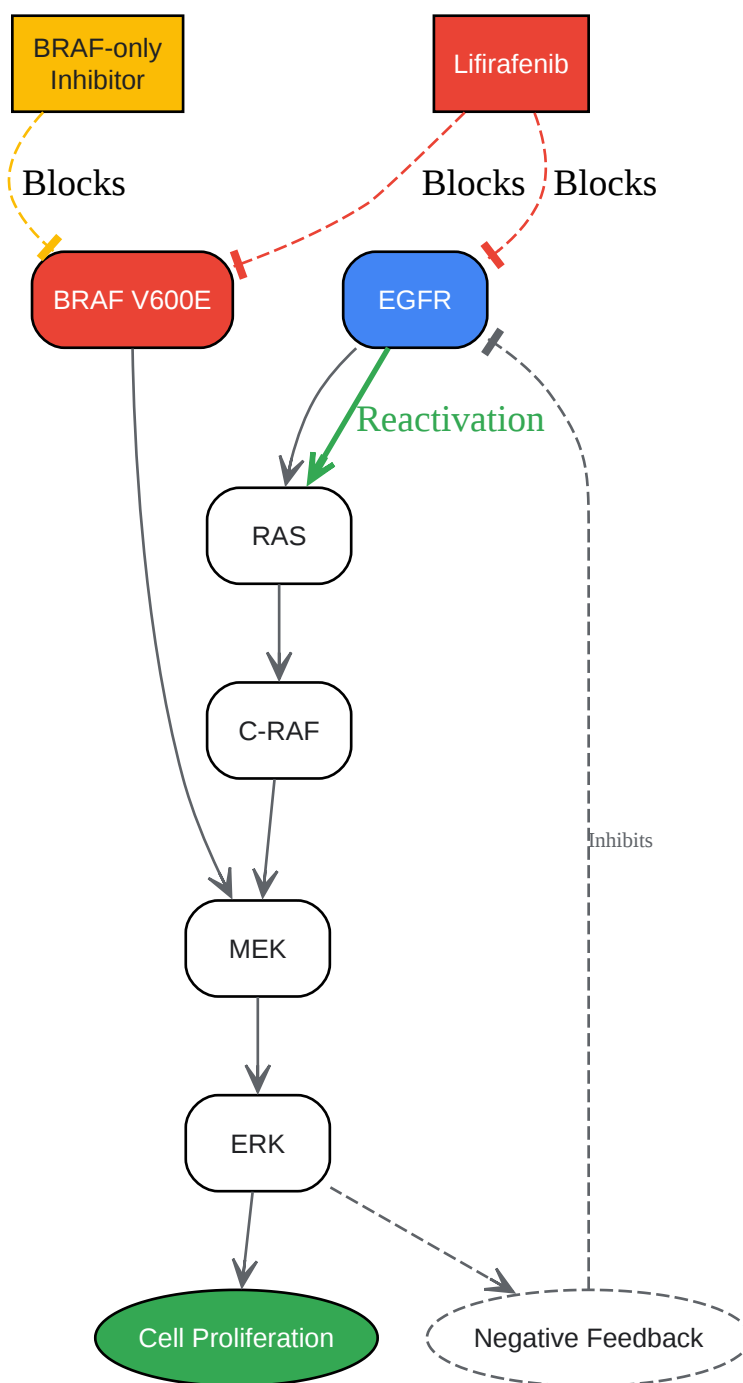 BRAF-only
Inhibitor
Lifirafenib
Blocks
Blocks
Blocks
BRAF V600E
EGFR
Reactivation
RAS
C-RAF
Inhibits
MEK
ERK
Cell Proliferation
Negative Feedback